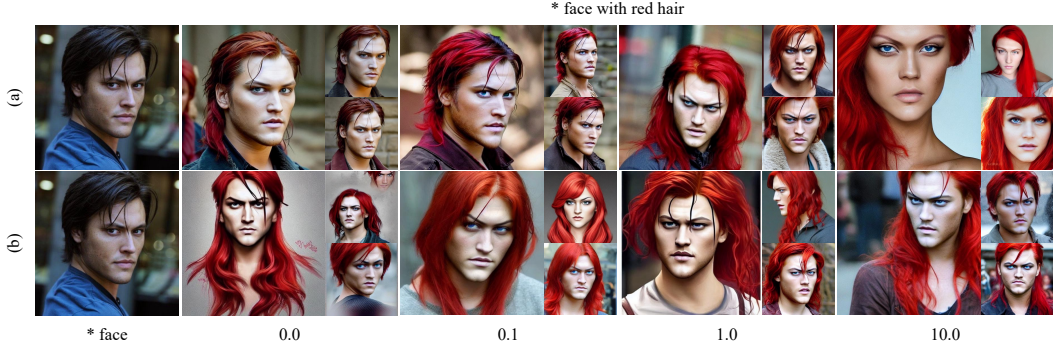 * face with red hair
(a)
(b)
* face
0.0
0.1
1.0
10.0